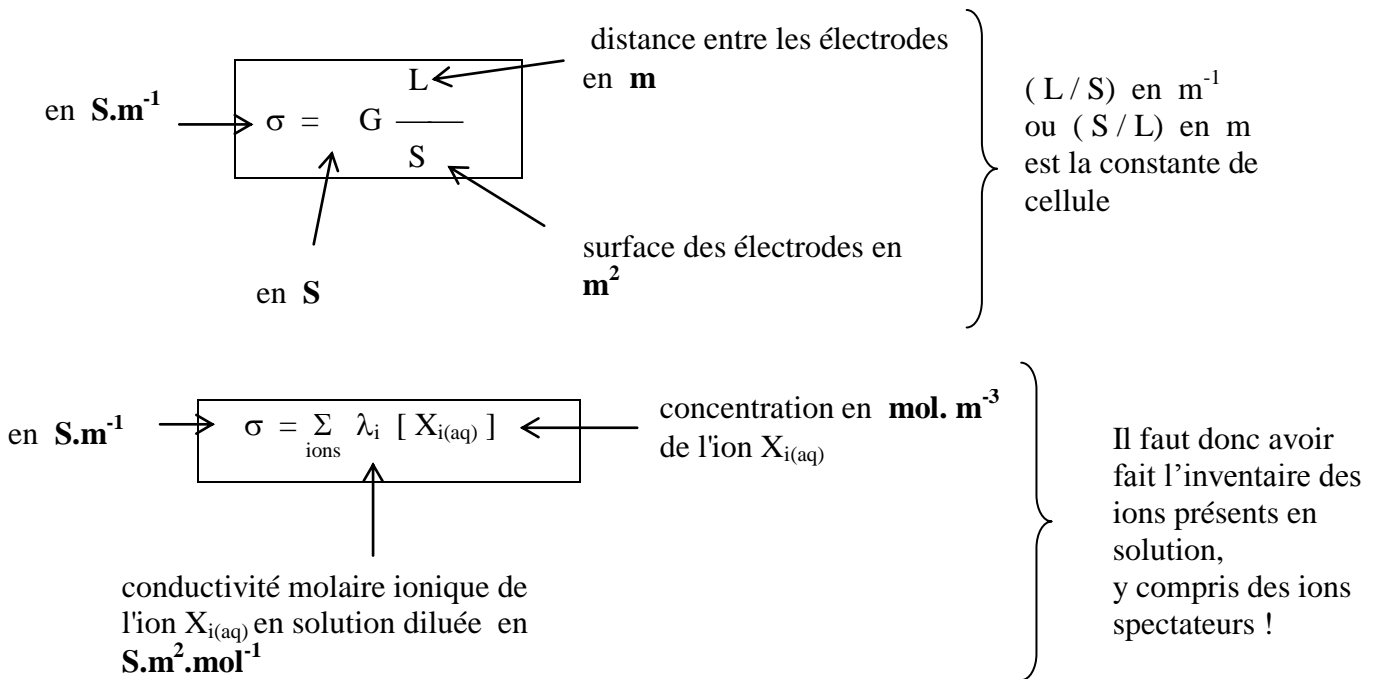 distance entre les électrodes
en m
en S.m⁻¹
σ = G L / S
surface des électrodes en
m²
en S
( L / S) en m⁻¹
ou ( S / L) en m
est la constante de
cellule
en S.m⁻¹
σ = Σ λᵢ [ Xᵢ₍ₐq₎ ]
ions
concentration en mol. m⁻³
de l'ion Xᵢ₍ₐq₎
conductivité molaire ionique de
l'ion Xᵢ₍ₐq₎ en solution diluée en
S.m².mol⁻¹
Il faut donc avoir
fait l’inventaire des
ions présents en
solution,
y compris des ions
spectateurs !